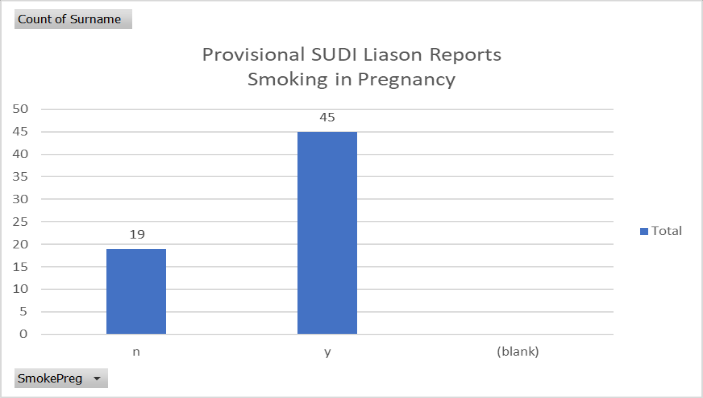 Count of Surname
Provisional SUDI Liason Reports
Smoking in Pregnancy
50
45
40
35
30
25
20
15
10
5
0
19
45
n
y
(blank)
Total
SmokePreg